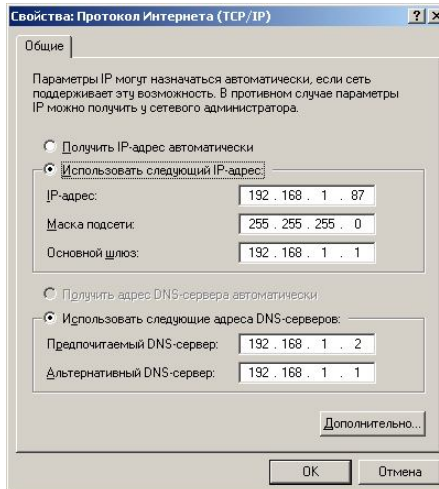 Свойства: Протокол Интернета (TCP/IP)
Общие
Параметры IP могут назначаться автоматически, если сеть
поддерживает эту возможность. В противном случае параметры
IP можно получить у сетевого администратора.
Получить IP-адрес автоматически
Использовать следующий IP-адрес:
IP-адрес: 192 . 168 . 1 . 87
Маска подсети: 255 . 255 . 255 . 0
Основной шлюз: 192 . 168 . 1 . 1
Получить адрес DNS-сервера автоматически
Использовать следующие адреса DNS-серверов:
Предпочитаемый DNS-сервер: 192 . 168 . 1 . 2
Альтернативный DNS-сервер: 192 . 168 . 1 . 1
Дополнительно...
OK Отмена